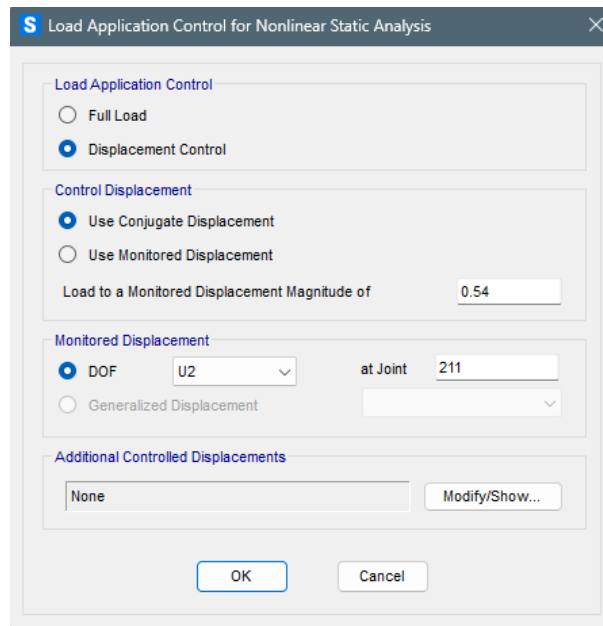 S Load Application Control for Nonlinear Static Analysis
Load Application Control
Full Load
Displacement Control
Control Displacement
Use Conjugate Displacement
Use Monitored Displacement
Load to a Monitored Displacement Magnitude of 0.54
Monitored Displacement
DOF U2 at Joint 211
Generalized Displacement
Additional Controlled Displacements
None Modify/Show...
OK Cancel